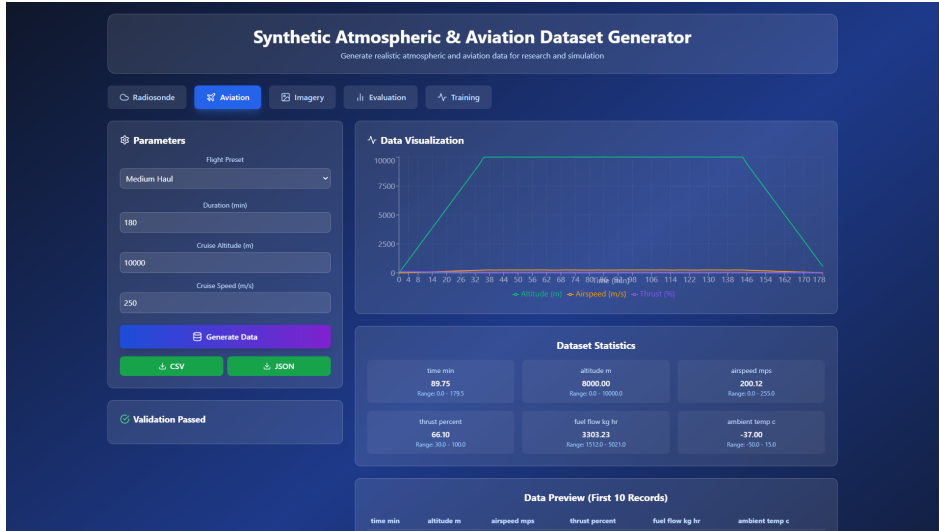 Synthetic Atmospheric & Aviation Dataset Generator
Generate realistic atmospheric and aviation data for research and simulation
Radiosonde
Aviation
Imagery
Evaluation
Training
Parameters
Flight Preset
Medium Haul
Duration (min)
180
Cruise Altitude (m)
10000
Cruise Speed (m/s)
250
Generate Data
CSV
JSON
Validation Passed
Data Visualization
10000
7500
5000
2500
0
0 4 8 14 20 26 32 38 44 50 56 62 68 74 80 86 92 98 106 114 122 130 138 146 154 162 170 178
Time (min)
Altitude (m) Airspeed (m/s) Thrust (%)
Dataset Statistics
time min
89.75
Range: 0.0 - 179.5
altitude m
8000.00
Range: 0.0 - 10000.0
airspeed mps
200.12
Range: 0.0 - 255.0
thrust percent
66.10
Range: 30.0 - 100.0
fuel flow kg hr
3303.23
Range: 1512.0 - 5021.0
ambient temp c
-37.00
Range: -50.0 - 15.0
Data Preview (First 10 Records)
time min altitude m airspeed mps thrust percent fuel flow kg hr ambient temp c